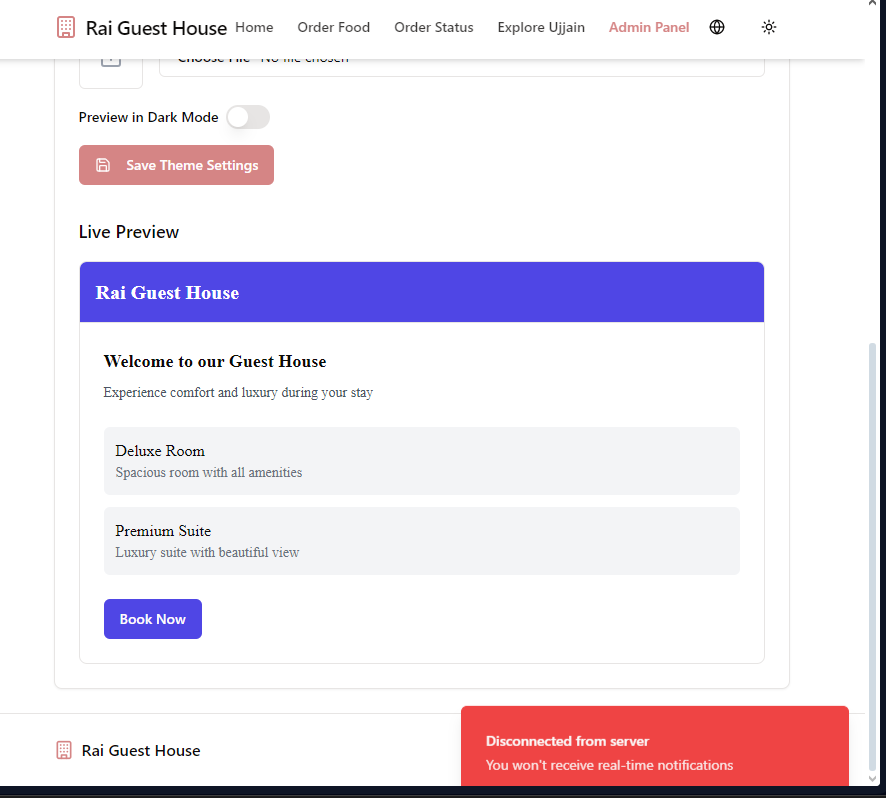 Rai Guest House Home Order Food Order Status Explore Ujjain Admin Panel
Choose File No file chosen
Preview in Dark Mode
Save Theme Settings
Live Preview
Rai Guest House
Welcome to our Guest House
Experience comfort and luxury during your stay
Deluxe Room
Spacious room with all amenities
Premium Suite
Luxury suite with beautiful view
Book Now
Rai Guest House
Disconnected from server
You won't receive real-time notifications